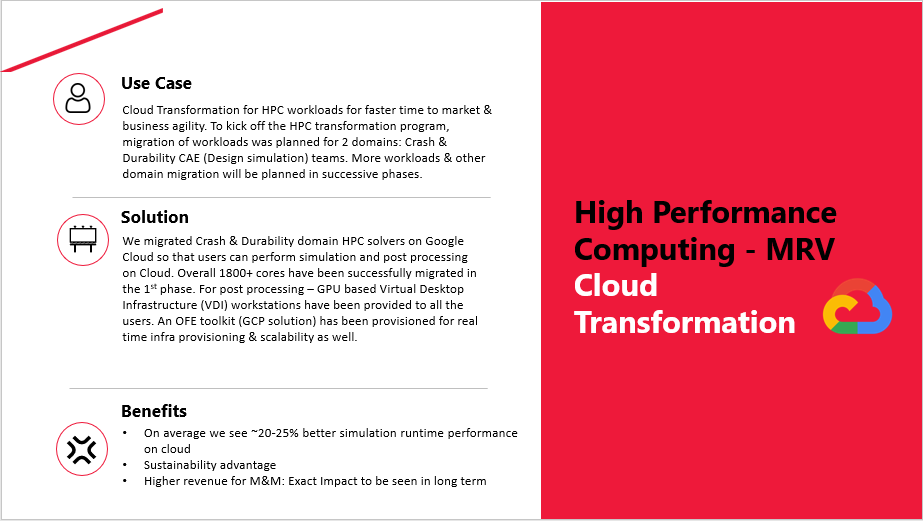 Use Case
Cloud Transformation for HPC workloads for faster time to market &
business agility. To kick off the HPC transformation program,
migration of workloads was planned for 2 domains: Crash &
Durability CAE (Design simulation) teams. More workloads & other
domain migration will be planned in successive phases.
Solution
We migrated Crash & Durability domain HPC solvers on Google
Cloud so that users can perform simulation and post processing
on Cloud. Overall 1800+ cores have been successfully migrated in
the 1st phase. For post processing – GPU based Virtual Desktop
Infrastructure (VDI) workstations have been provided to all the
users. An OFE toolkit (GCP solution) has been provisioned for real
time infra provisioning & scalability as well.
Benefits
• On average we see ~20-25% better simulation runtime performance
on cloud
• Sustainability advantage
• Higher revenue for M&M: Exact Impact to be seen in long term
High Performance
Computing - MRV
Cloud
Transformation